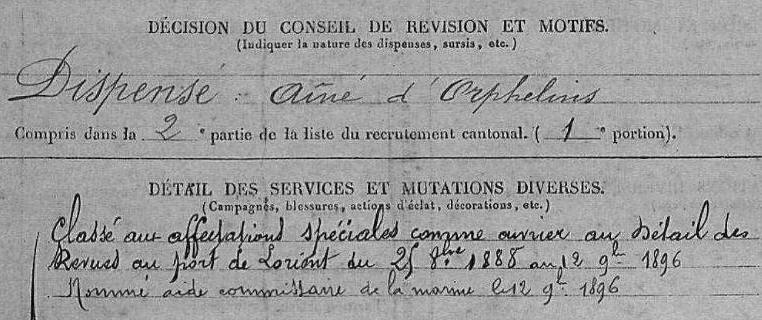 DÉCISION DU CONSEIL DE REVISION ET MOTIFS.
(Indiquer la nature des dispenses, sursis, etc.)
Dispensé. Aîné d'Orphelins
Compris dans la 2e partie de la liste du recrutement cantonal. ( 1e portion).
DÉTAIL DES SERVICES ET MUTATIONS DIVERSES.
(Campagnes, blessures, actions d'éclat, décorations, etc.)
Classé aux affectations spéciales comme ouvrier au Détail des
Revues au port de Lorient du 25 8bre 1888 au 12 9bre 1896
Nommé aide commissaire de la marine le 12 9bre 1896